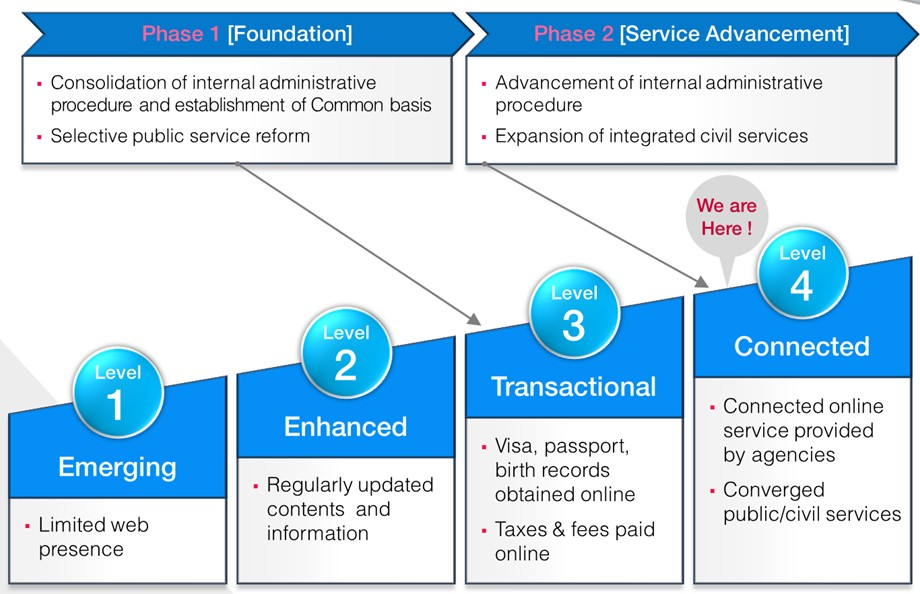 Phase 1 [Foundation]
▪ Consolidation of internal administrative
procedure and establishment of Common basis
▪ Selective public service reform
Phase 2 [Service Advancement]
▪ Advancement of internal administrative
procedure
▪ Expansion of integrated civil services
We are
Here !
Level
1
Emerging
▪ Limited web
presence
Level
2
Enhanced
▪ Regularly updated
contents and
information
Level
3
Transactional
▪ Visa, passport,
birth records
obtained online
▪ Taxes & fees paid
online
Level
4
Connected
▪ Connected online
service provided
by agencies
▪ Converged
public/civil services